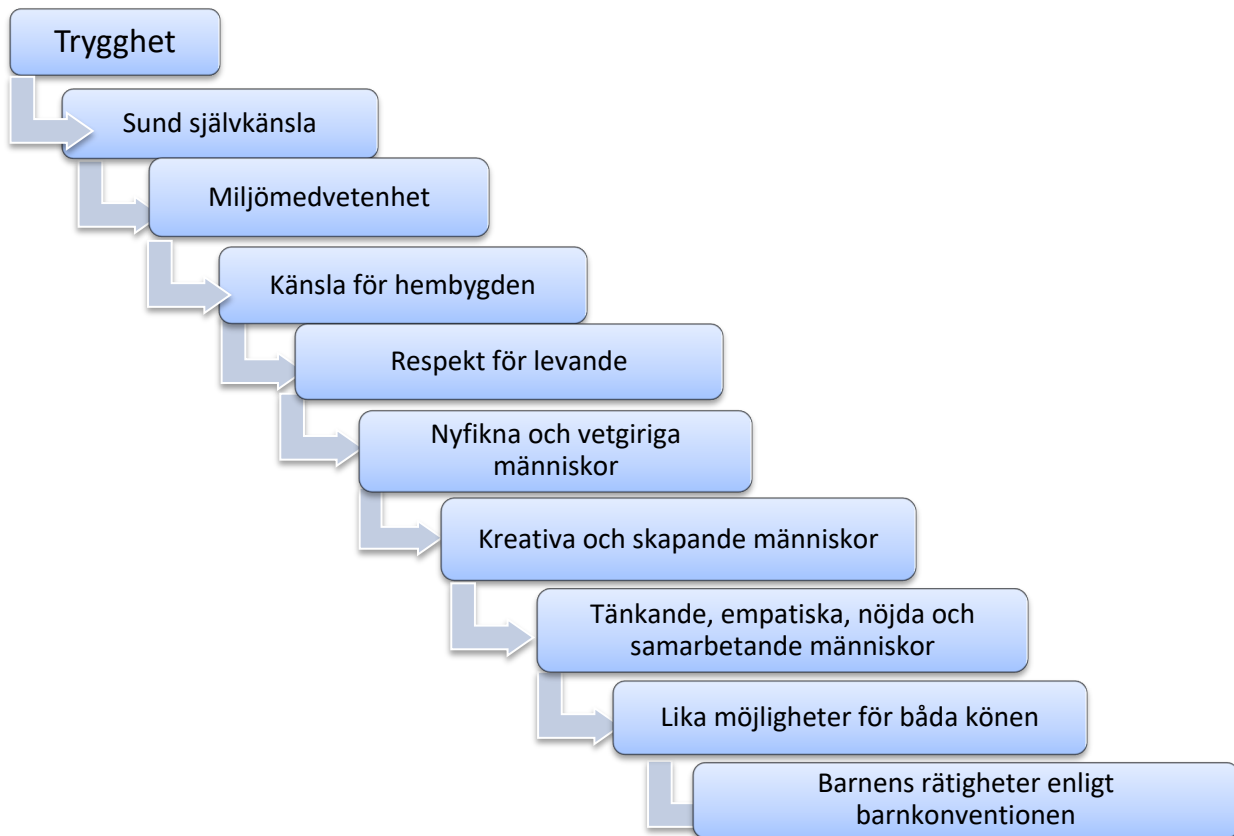 Trygghet
Sund självkänsla
Miljömedvetenhet
Känsla för hembygden
Respekt för levande
Nyfikna och vetgiriga
människor
Kreativa och skapande människor
Tänkande, empatiska, nöjda och
samarbetande människor
Lika möjligheter för båda könen
Barnens rätigheter enligt
barnkonventionen